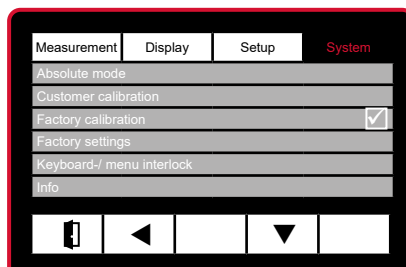 Measurement Display Setup System
Absolute mode
Customer calibration
Factory calibration
Factory settings
Keyboard-/ menu interlock
Info